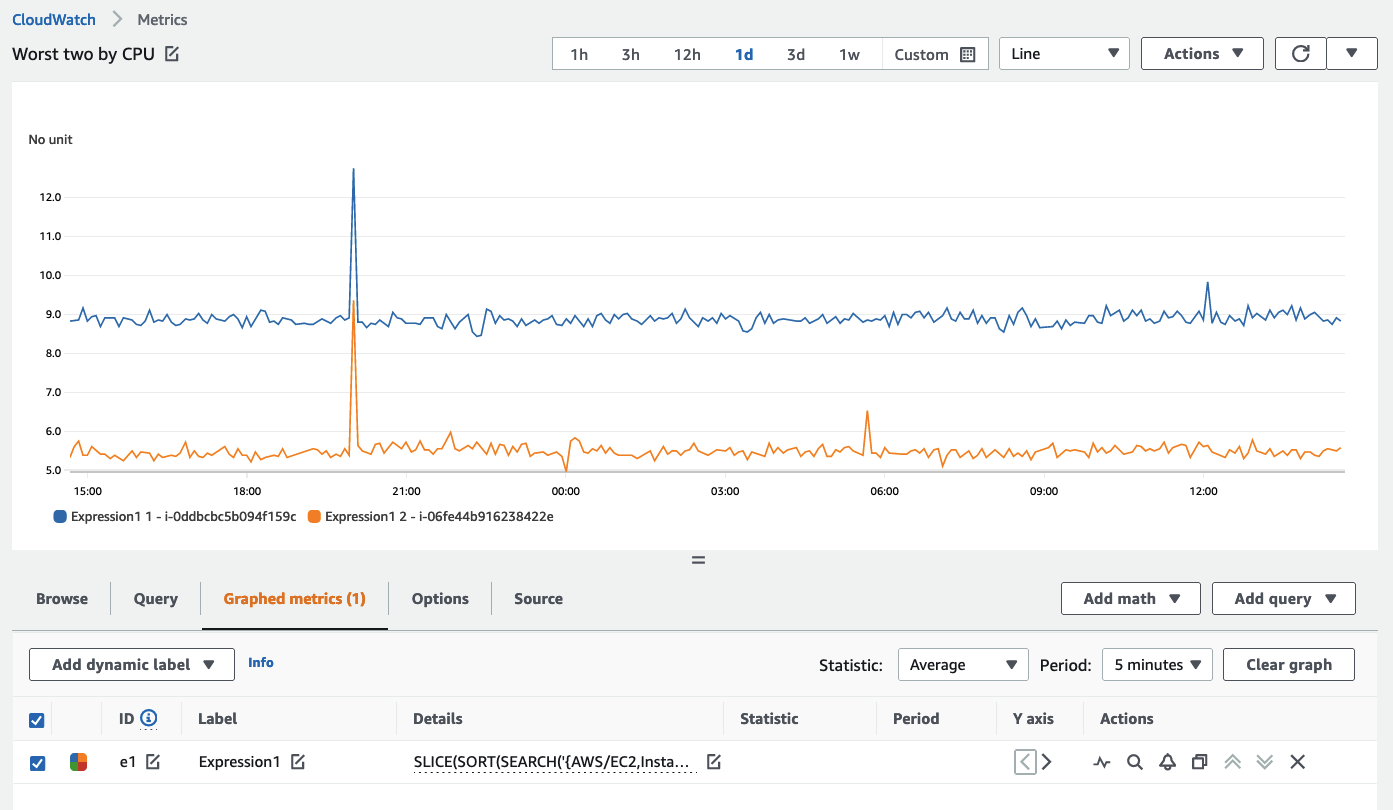 CloudWatch Metrics
Worst two by CPU 1h 3h 12h 1d 3d 1w Custom Line Actions
No unit
12.0
11.0
10.0
9.0
8.0
7.0
6.0
5.0
15:00 18:00 21:00 00:00 03:00 06:00 09:00 12:00
Expression1 1 - i-0ddbcbc5b094f159c Expression1 2 - i-06fe44b916238422e
Browse Query Graphed metrics (1) Options Source Add math Add query
Add dynamic label Info Statistic: Average Period: 5 minutes Clear graph
ID Label Details Statistic Period Y axis Actions
e1 Expression1 SLICE(SORT(SEARCH('{AWS/EC2,Insta...